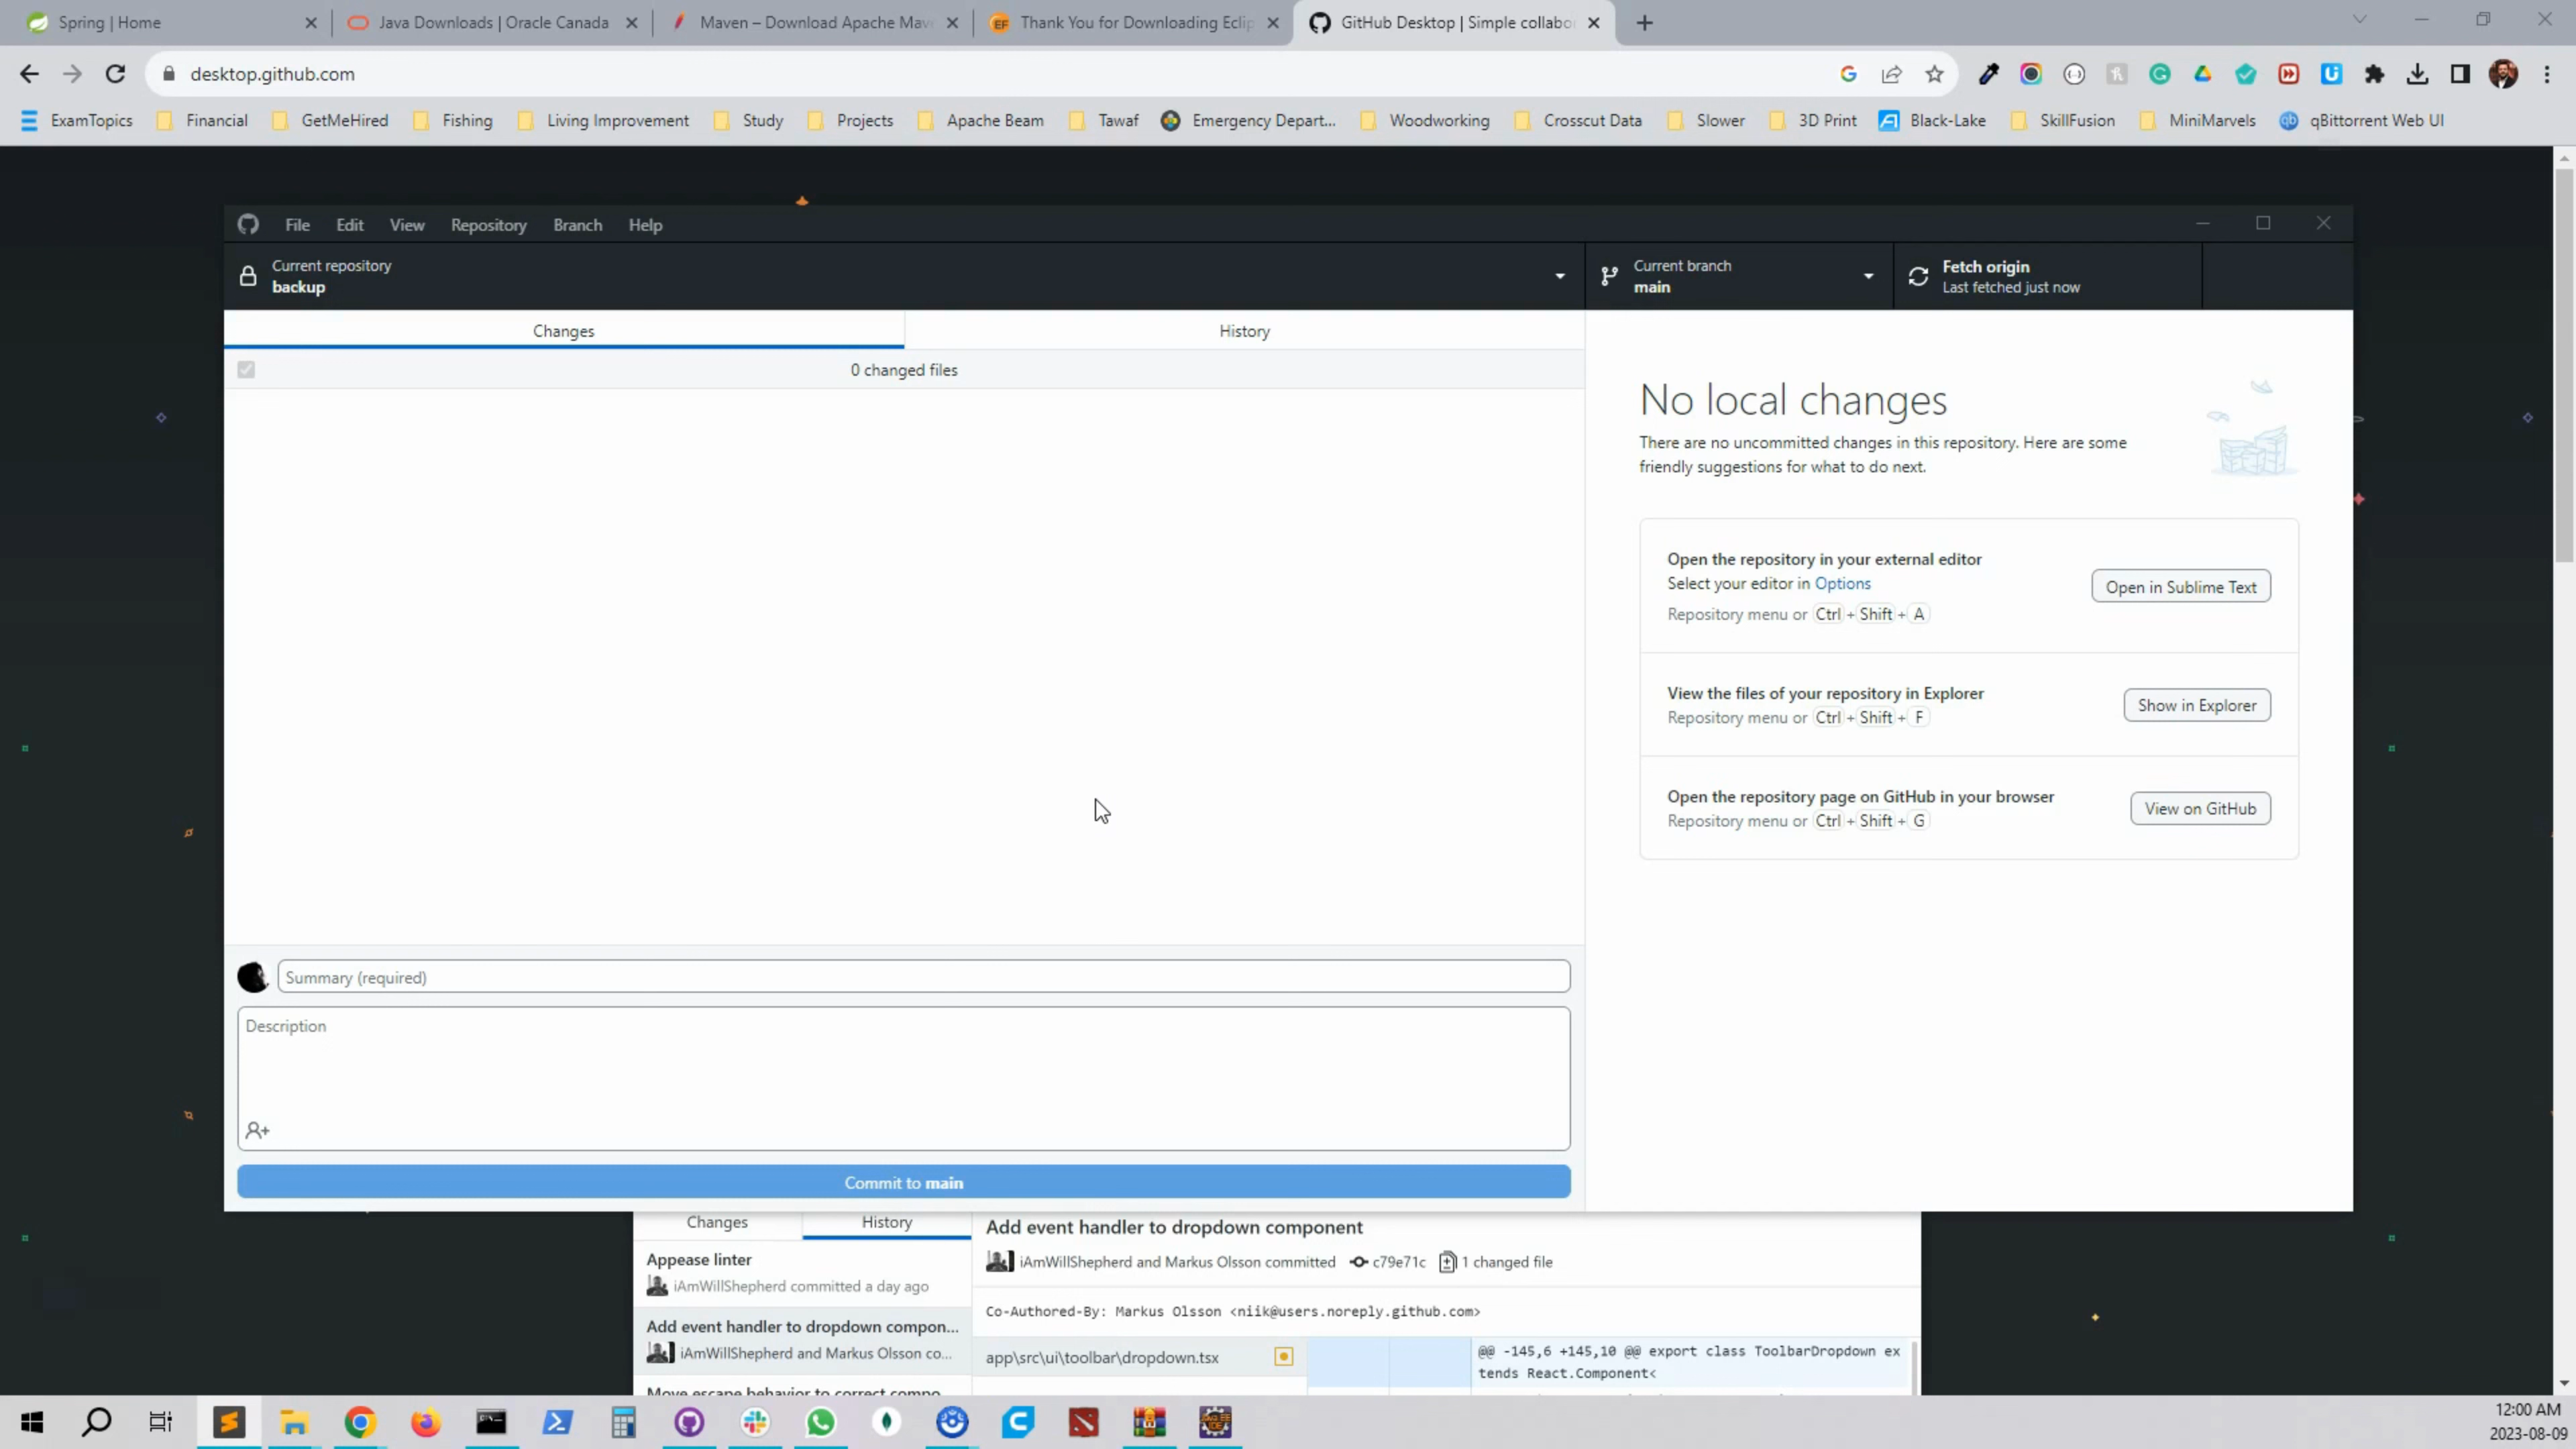 Spring | Home
Java Downloads | Oracle Canada
Maven – Download Apache Mav
Thank You for Downloading Eclip
GitHub Desktop | Simple collabo
desktop.github.com
ExamTopics
Financial
GetMeHired
Fishing
Living Improvement
Study
Projects
Apache Beam
Tawaf
Emergency Depart...
Woodworking
Crosscut Data
Slower
3D Print
Black-Lake
SkillFusion
MiniMarvels
qBittorrent Web UI
File Edit View Repository Branch Help
Current repository
backup
Current branch
main
Fetch origin
Last fetched just now
Changes
History
0 changed files
No local changes
There are no uncommitted changes in this repository. Here are some
friendly suggestions for what to do next.
Open the repository in your external editor
Select your editor in Options
Repository menu or Ctrl + Shift + A
Open in Sublime Text
View the files of your repository in Explorer
Repository menu or Ctrl + Shift + F
Show in Explorer
Open the repository page on GitHub in your browser
Repository menu or Ctrl + Shift + G
View on GitHub
Summary (required)
Description
Commit to main
Changes
History
Appease linter
iAmWillShepherd committed a day ago
Add event handler to dropdown compon...
iAmWillShepherd and Markus Olsson co...
Move escape behavior to correct compo
Add event handler to dropdown component
iAmWillShepherd and Markus Olsson committed c79e71c 1 changed file
Co-Authored-By: Markus Olsson <niik@users.noreply.github.com>
app\src\ui\toolbar\dropdown.tsx
@@ -145,6 +145,10 @@ export class ToolbarDropdown ex
tends React.Component<
12:00 AM
2023-08-09